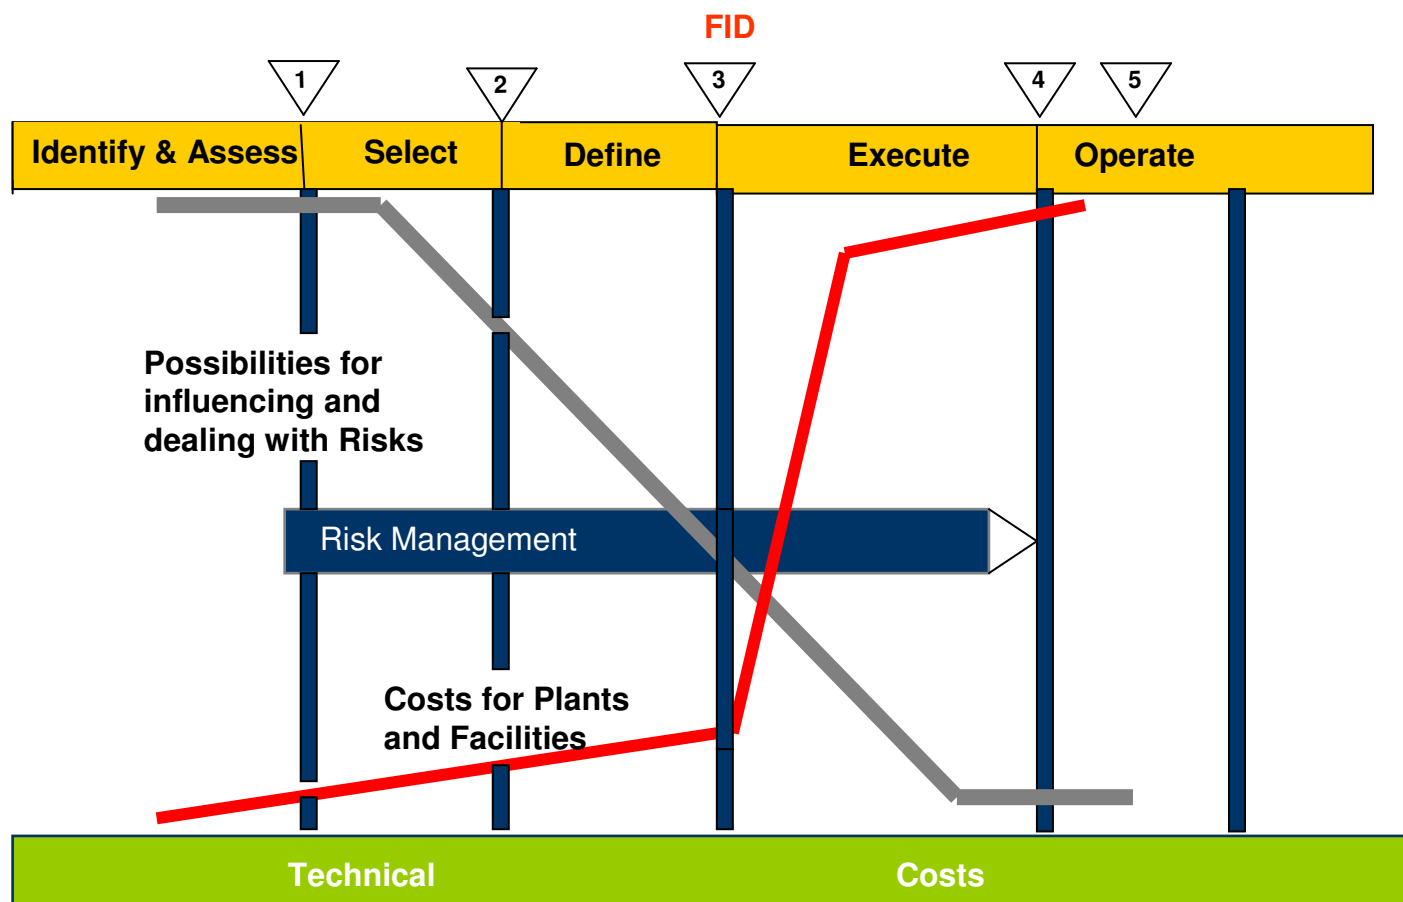 FID
1
2
3
4
5
Identify & Assess
Select
Define
Execute
Operate
Possibilities for
influencing and
dealing with Risks
Risk Management
Costs for Plants
and Facilities
Technical
Costs